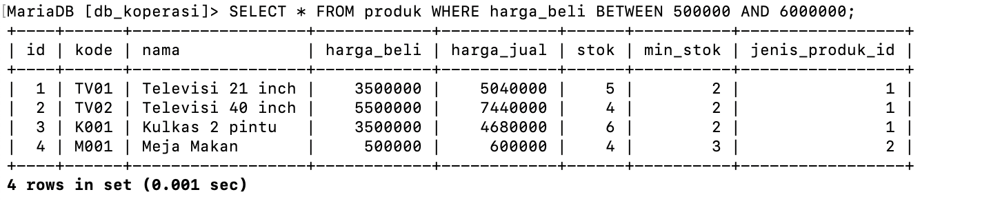 MariaDB [db_koperasi]> SELECT * FROM produk WHERE harga_beli BETWEEN 500000 AND 6000000;
+----+------+------------------+------------+------------+------+----------+-----------------+
| id | kode | nama             | harga_beli | harga_jual | stok | min_stok | jenis_produk_id |
+----+------+------------------+------------+------------+------+----------+-----------------+
|  1 | TV01 | Televisi 21 inch |    3500000 |    5040000 |    5 |        2 |               1 |
|  2 | TV02 | Televisi 40 inch |    5500000 |    7440000 |    4 |        2 |               1 |
|  3 | K001 | Kulkas 2 pintu   |    3500000 |    4680000 |    6 |        2 |               1 |
|  4 | M001 | Meja Makan       |     500000 |     600000 |    4 |        3 |               2 |
+----+------+------------------+------------+------------+------+----------+-----------------+
4 rows in set (0.001 sec)